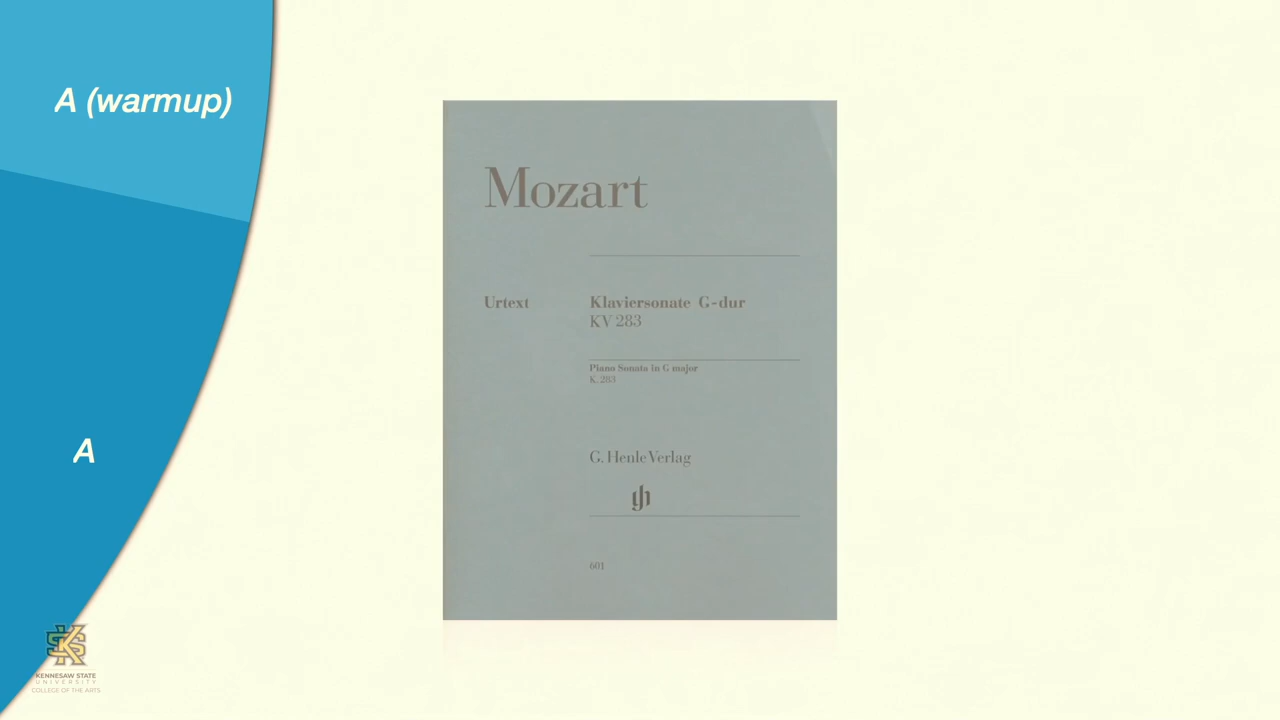 A (warmup)
A
Mozart
Urtext
Klaviersonate G-dur
KV 283
Piano Sonata in G major
K. 283
G. Henle Verlag
601
KENNESAW STATE
UNIVERSITY
COLLEGE OF THE ARTS